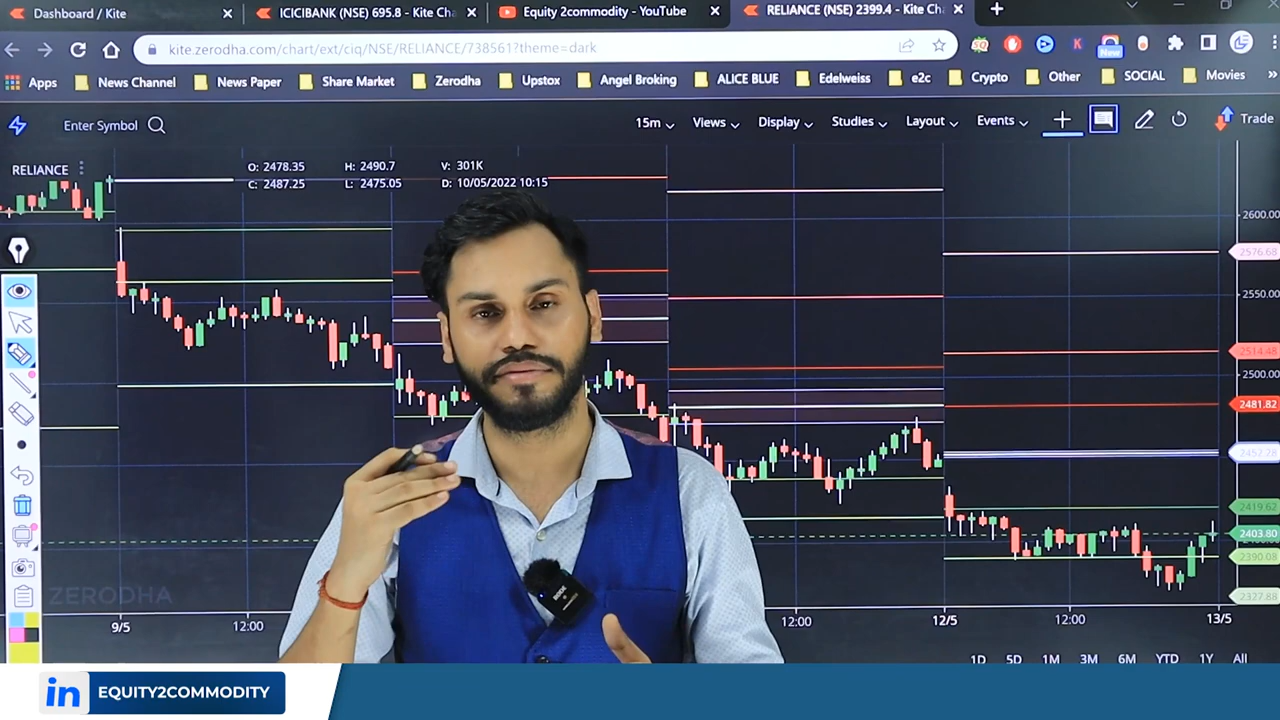 Dashboard / Kite
ICICIBANK (NSE) 695.8 - Kite Cha
Equity 2commodity - YouTube
RELIANCE (NSE) 2399.4 - Kite Cha
kite.zerodha.com/chart/ext/ciq/NSE/RELIANCE/738561?theme=dark
New
Apps News Channel News Paper Share Market Zerodha Upstox Angel Broking ALICE BLUE Edelweiss e2c Crypto Other SOCIAL Movies »
Enter Symbol
15m Views Display Studies Layout Events Trade
RELIANCE
O: 2478.35 H: 2490.7 V: 301K
C: 2487.25 L: 2475.05 D: 10/05/2022 10:15
2600.00
2576.68
2550.00
2514.48
2500.00
2481.82
2452.28
2419.62
2403.80
2390.08
2327.88
ZERODHA
9/5 12:00 12:00 12/5 12:00 13/5
1D 5D 1M 3M 6M YTD 1Y All
in EQUITY2COMMODITY